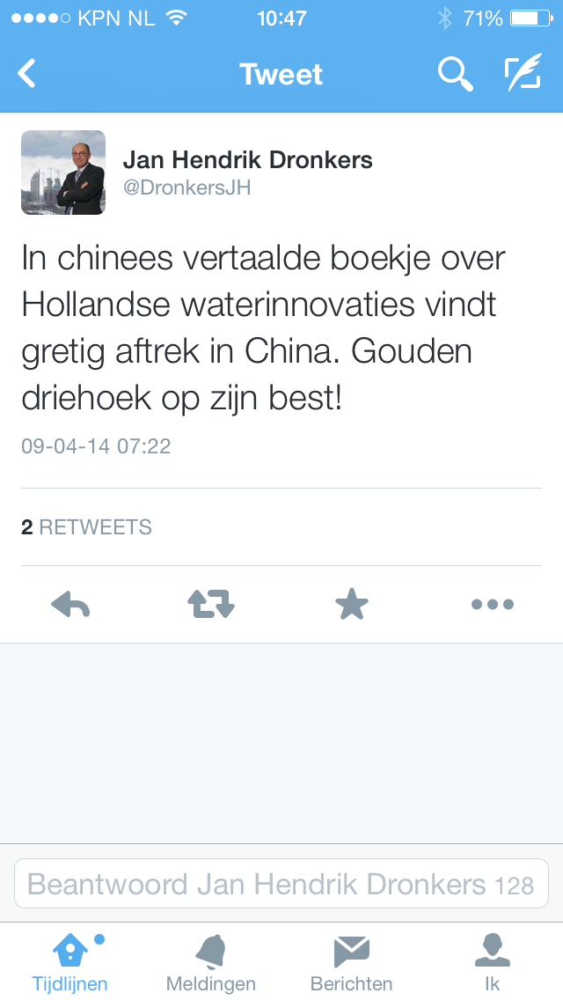 KPN NL 10:47 71%
Tweet
Jan Hendrik Dronkers
@DronkersJH
In chinees vertaalde boekje over
Hollandse waterinnovaties vindt
gretig aftrek in China. Gouden
driehoek op zijn best!
09-04-14 07:22
2 RETWEETS
Beantwoord Jan Hendrik Dronkers 128
Tijdlijnen Meldingen Berichten Ik